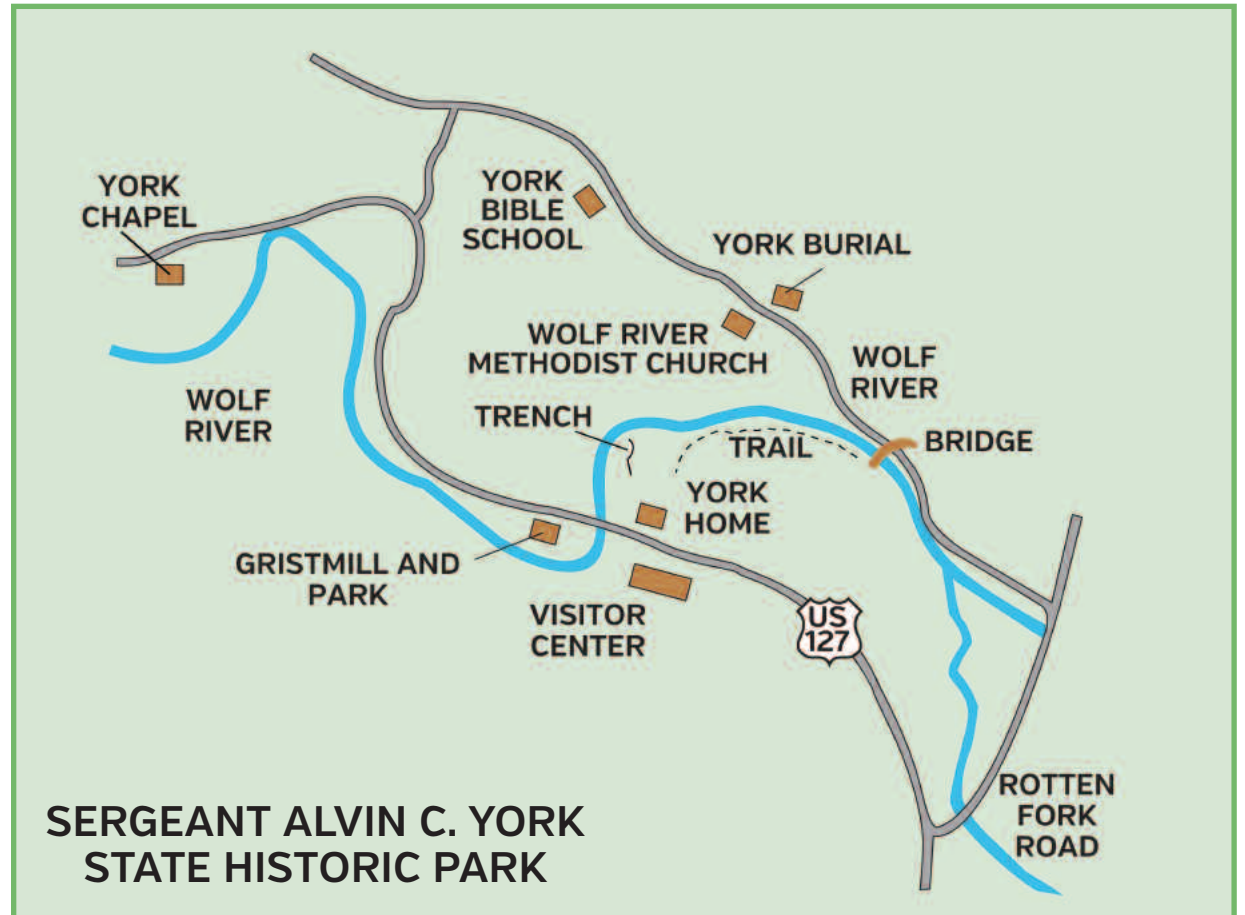 YORK
CHAPEL
YORK
BIBLE
SCHOOL
YORK BURIAL
WOLF RIVER
METHODIST CHURCH
WOLF
RIVER
WOLF
RIVER
TRENCH
TRAIL
BRIDGE
YORK
HOME
GRISTMILL AND
PARK
VISITOR
CENTER
US
127
ROTTEN
FORK
ROAD
SERGEANT ALVIN C. YORK
STATE HISTORIC PARK